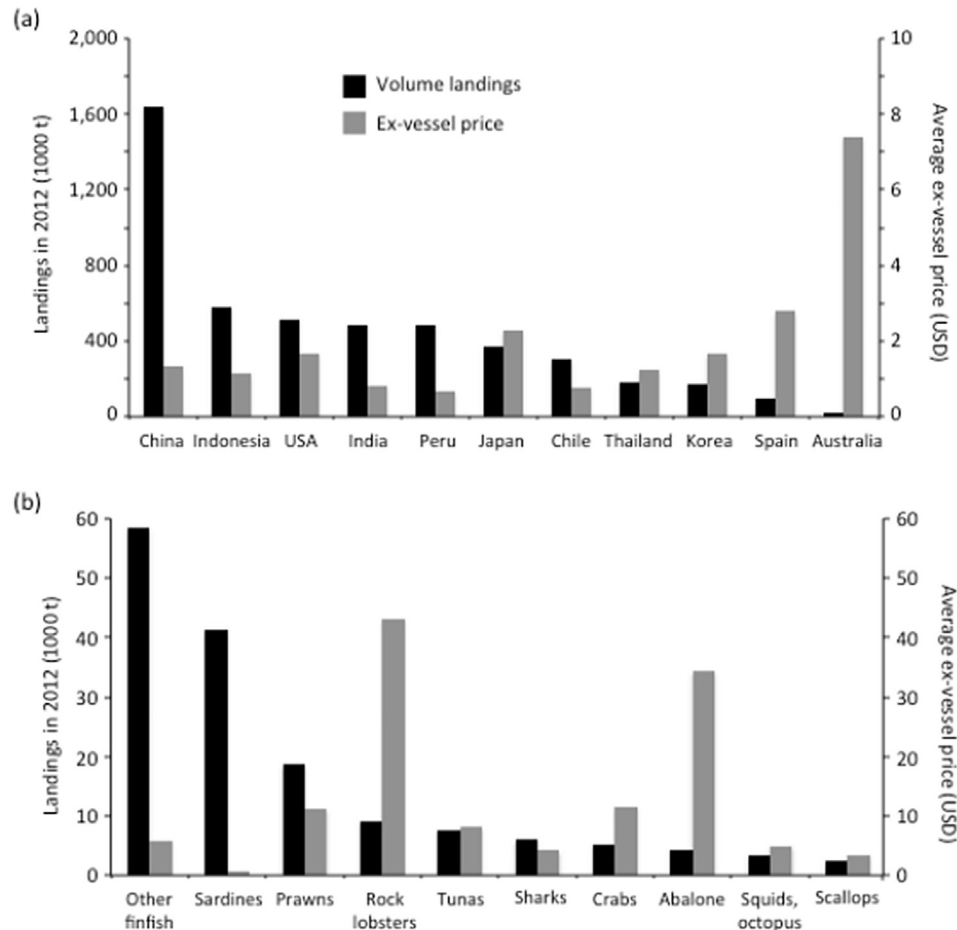 (a)
2,000
1,600
1,200
800
400
0
Landings in 2012 (1000 t)
Volume landings
Ex-vessel price
10
8
6
4
2
0
Average ex-vessel price (USD)
China Indonesia USA India Peru Japan Chile Thailand Korea Spain Australia
(b)
60
50
40
30
20
10
0
Landings in 2012 (1000 t)
60
50
40
30
20
10
0
Average ex-vessel price (USD)
Other finfish Sardines Prawns Rock lobsters Tunas Sharks Crabs Abalone Squids, octopus Scallops